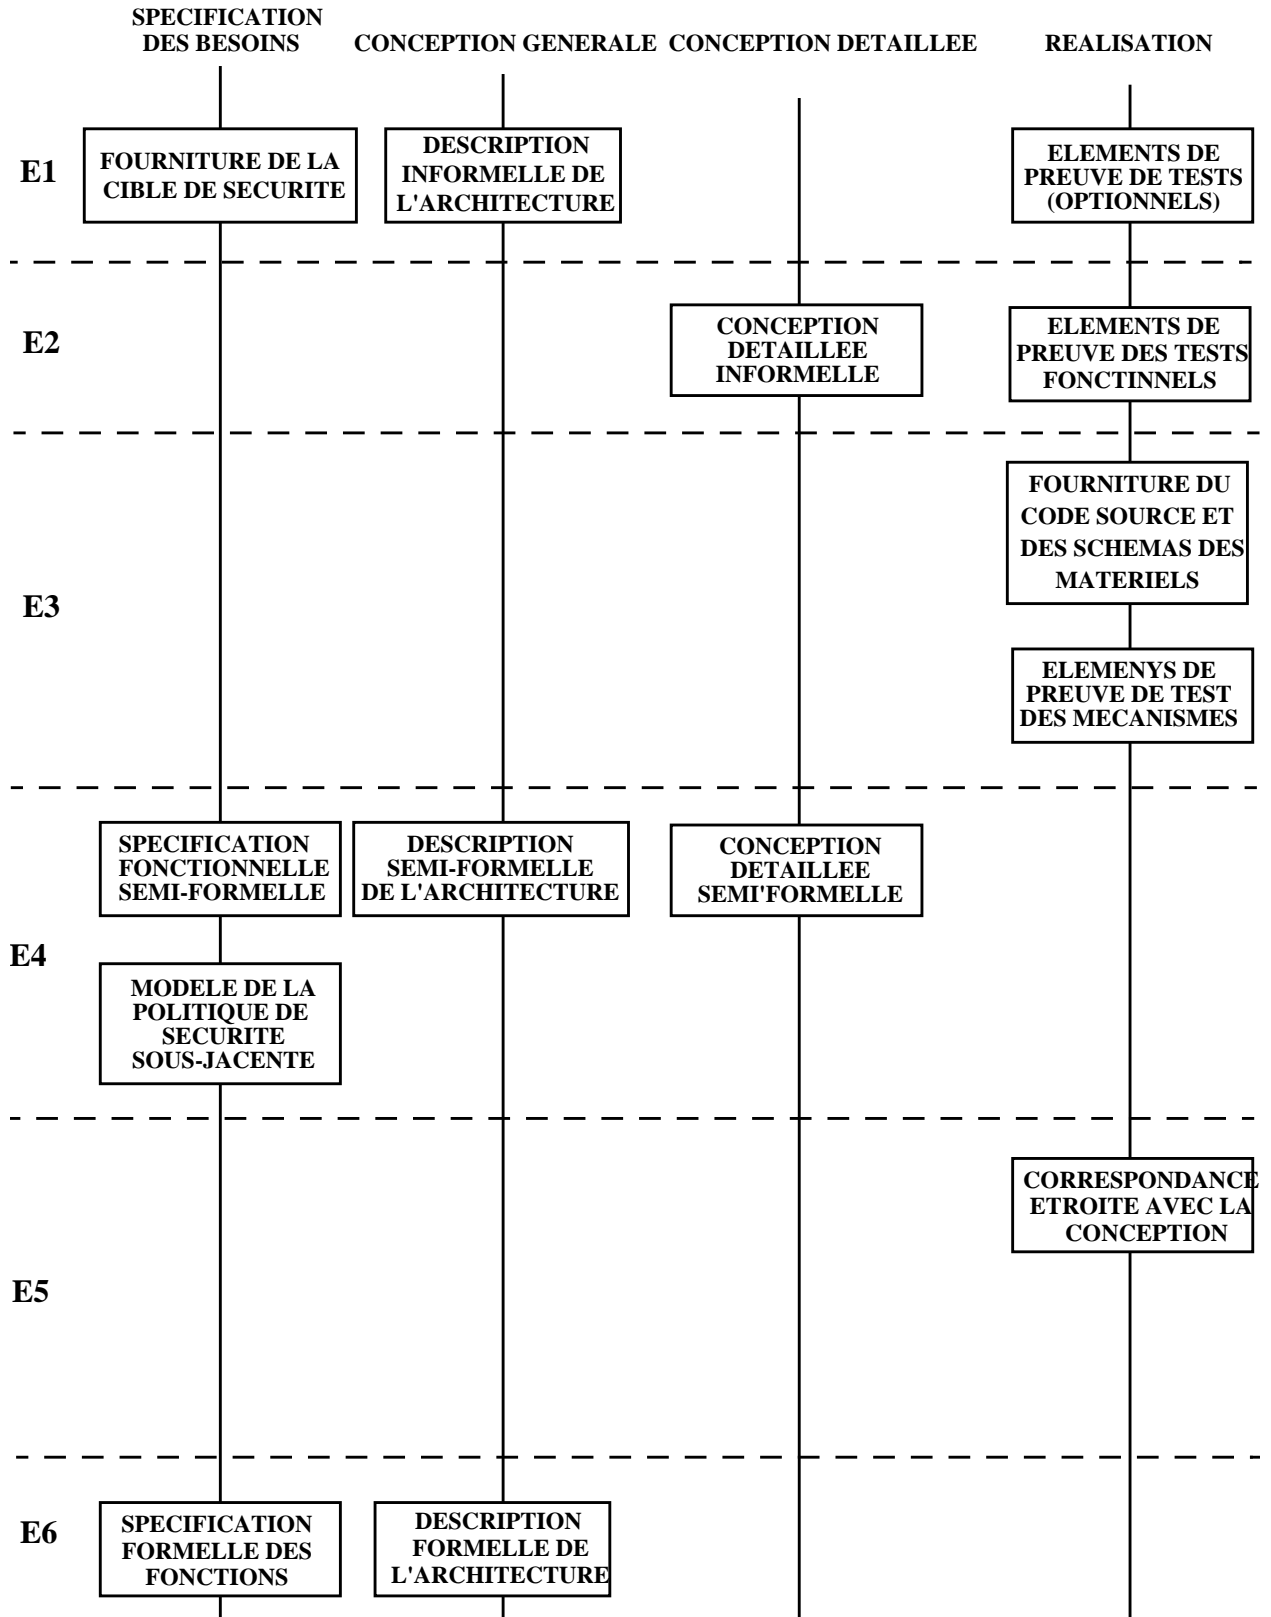 SPECIFICATION
DES BESOINS
CONCEPTION GENERALE
CONCEPTION DETAILLEE
REALISATION
E1
FOURNITURE DE LA
CIBLE DE SECURITE
DESCRIPTION
INFORMELLE DE
L'ARCHITECTURE
ELEMENTS DE
PREUVE DE TESTS
(OPTIONNELS)
E2
CONCEPTION
DETAILLEE
INFORMELLE
ELEMENTS DE
PREUVE DES TESTS
FONCTINNELS
E3
FOURNITURE DU
CODE SOURCE ET
DES SCHEMAS DES
MATERIELS
ELEMENYS DE
PREUVE DE TEST
DES MECANISMES
E4
SPECIFICATION
FONCTIONNELLE
SEMI-FORMELLE
DESCRIPTION
SEMI-FORMELLE
DE L'ARCHITECTURE
CONCEPTION
DETAILLEE
SEMI'FORMELLE
MODELE DE LA
POLITIQUE DE
SECURITE
SOUS-JACENTE
E5
CORRESPONDANCE
ETROITE AVEC LA
CONCEPTION
E6
SPECIFICATION
FORMELLE DES
FONCTIONS
DESCRIPTION
FORMELLE DE
L'ARCHITECTURE